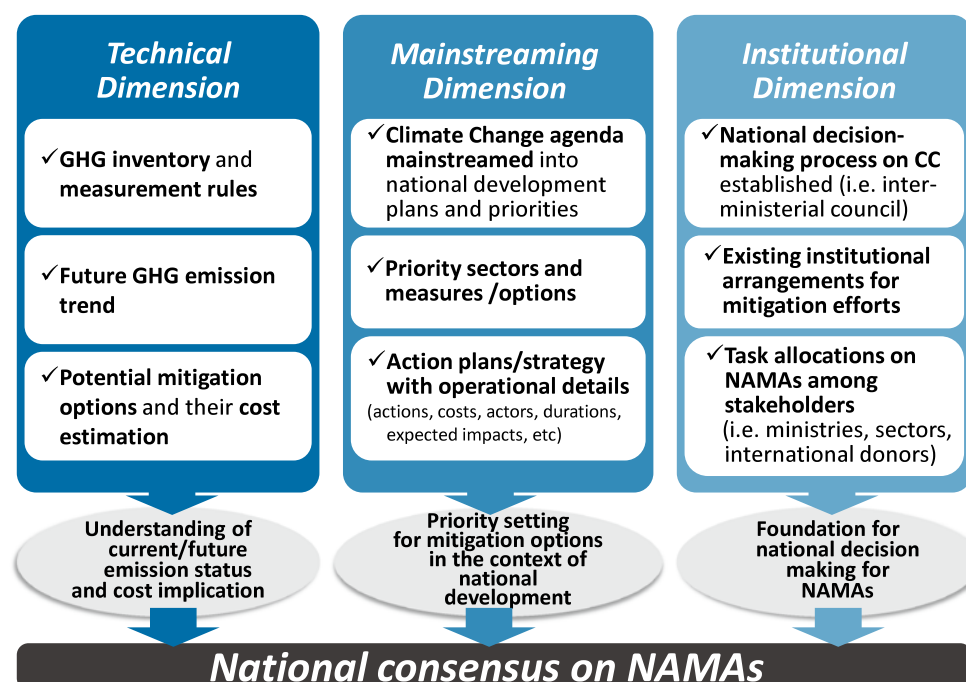 Technical
Dimension
✓GHG inventory and
measurement rules
✓Future GHG emission
trend
✓Potential mitigation
options and their cost
estimation
Understanding of
current/future
emission status
and cost implication
Mainstreaming
Dimension
✓Climate Change agenda
mainstreamed into
national development
plans and priorities
✓Priority sectors and
measures /options
✓Action plans/strategy
with operational details
(actions, costs, actors, durations,
expected impacts, etc)
Priority setting
for mitigation options
in the context of
national
development
Institutional
Dimension
✓National decision-
making process on CC
established (i.e. inter-
ministerial council)
✓Existing institutional
arrangements for
mitigation efforts
✓Task allocations on
NAMAs among
stakeholders
(i.e. ministries, sectors,
international donors)
Foundation for
national decision
making for
NAMAs
National consensus on NAMAs